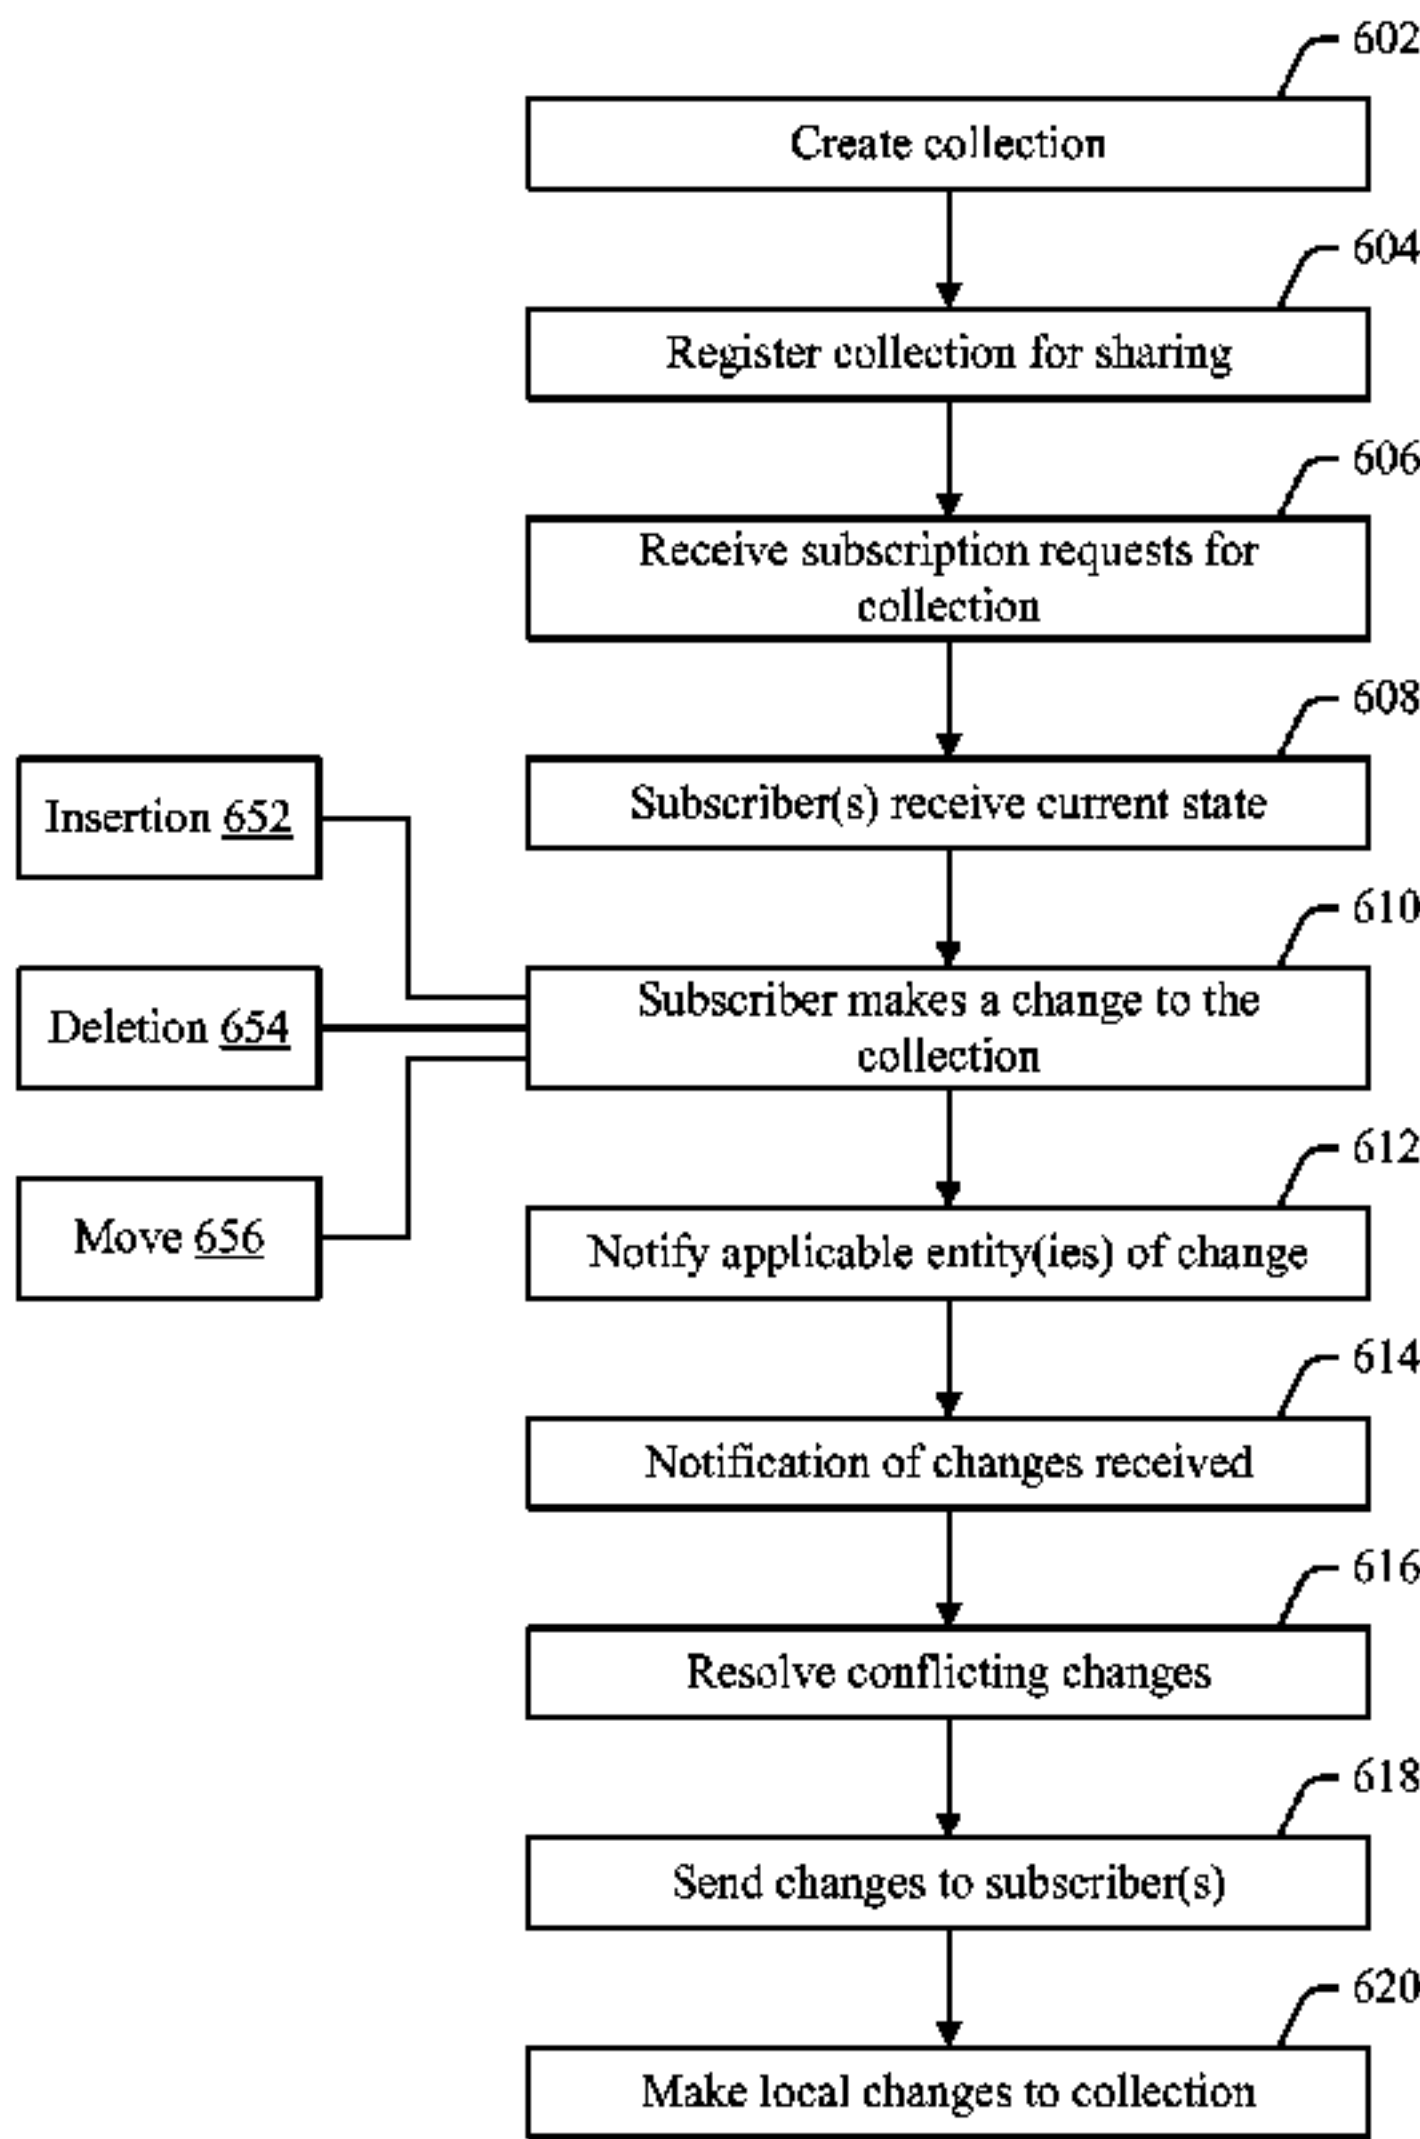 602
Create collection
604
Register collection for sharing
606
Receive subscription requests for
collection
608
Subscriber(s) receive current state
Insertion 652
610
Subscriber makes a change to the
collection
Deletion 654
612
Move 656
Notify applicable entity(ies) of change
614
Notification of changes received
616
Resolve conflicting changes
618
Send changes to subscriber(s)
620
Make local changes to collection